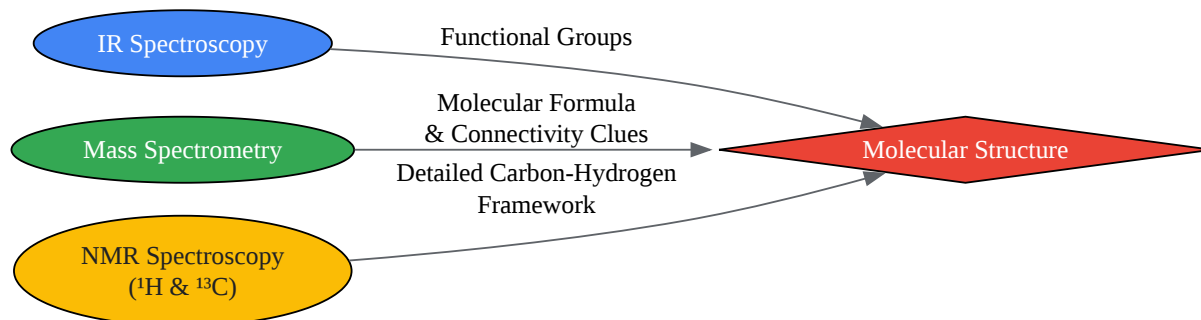 IR Spectroscopy
Functional Groups
Molecular Formula
& Connectivity Clues
Mass Spectrometry
Molecular Structure
Detailed Carbon-Hydrogen
Framework
NMR Spectroscopy
(¹H & ¹³C)